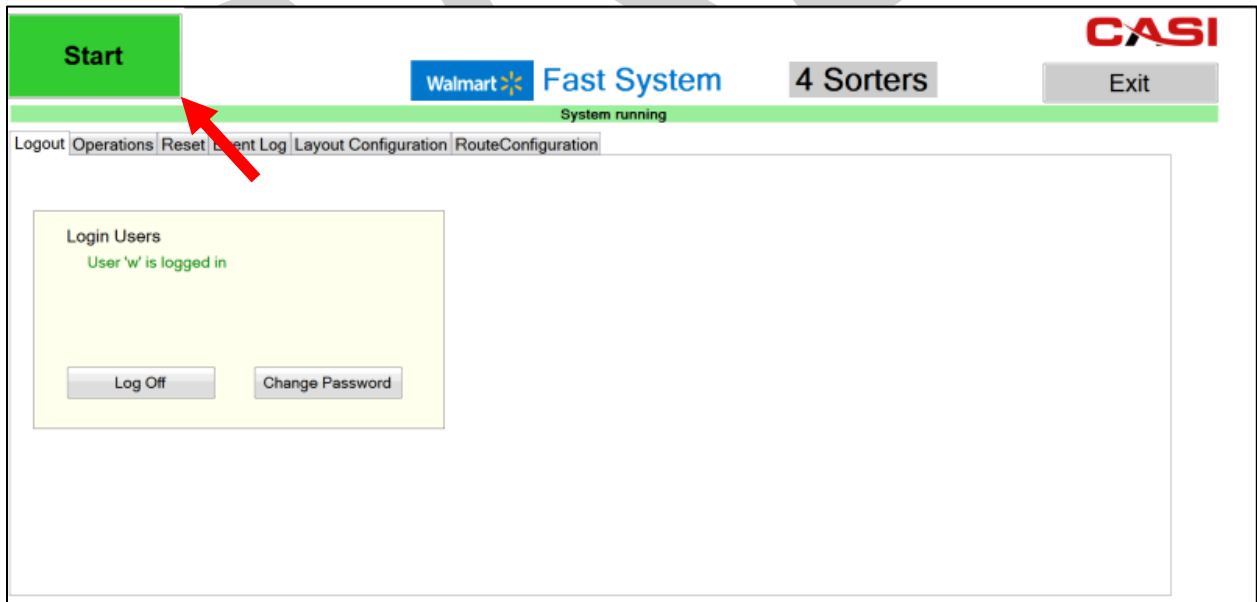 Start
CASI
Walmart Fast System 4 Sorters Exit
System running
Logout Operations Reset Log Layout Configuration RouteConfiguration
Login Users
User 'w' is logged in
Log Off Change Password